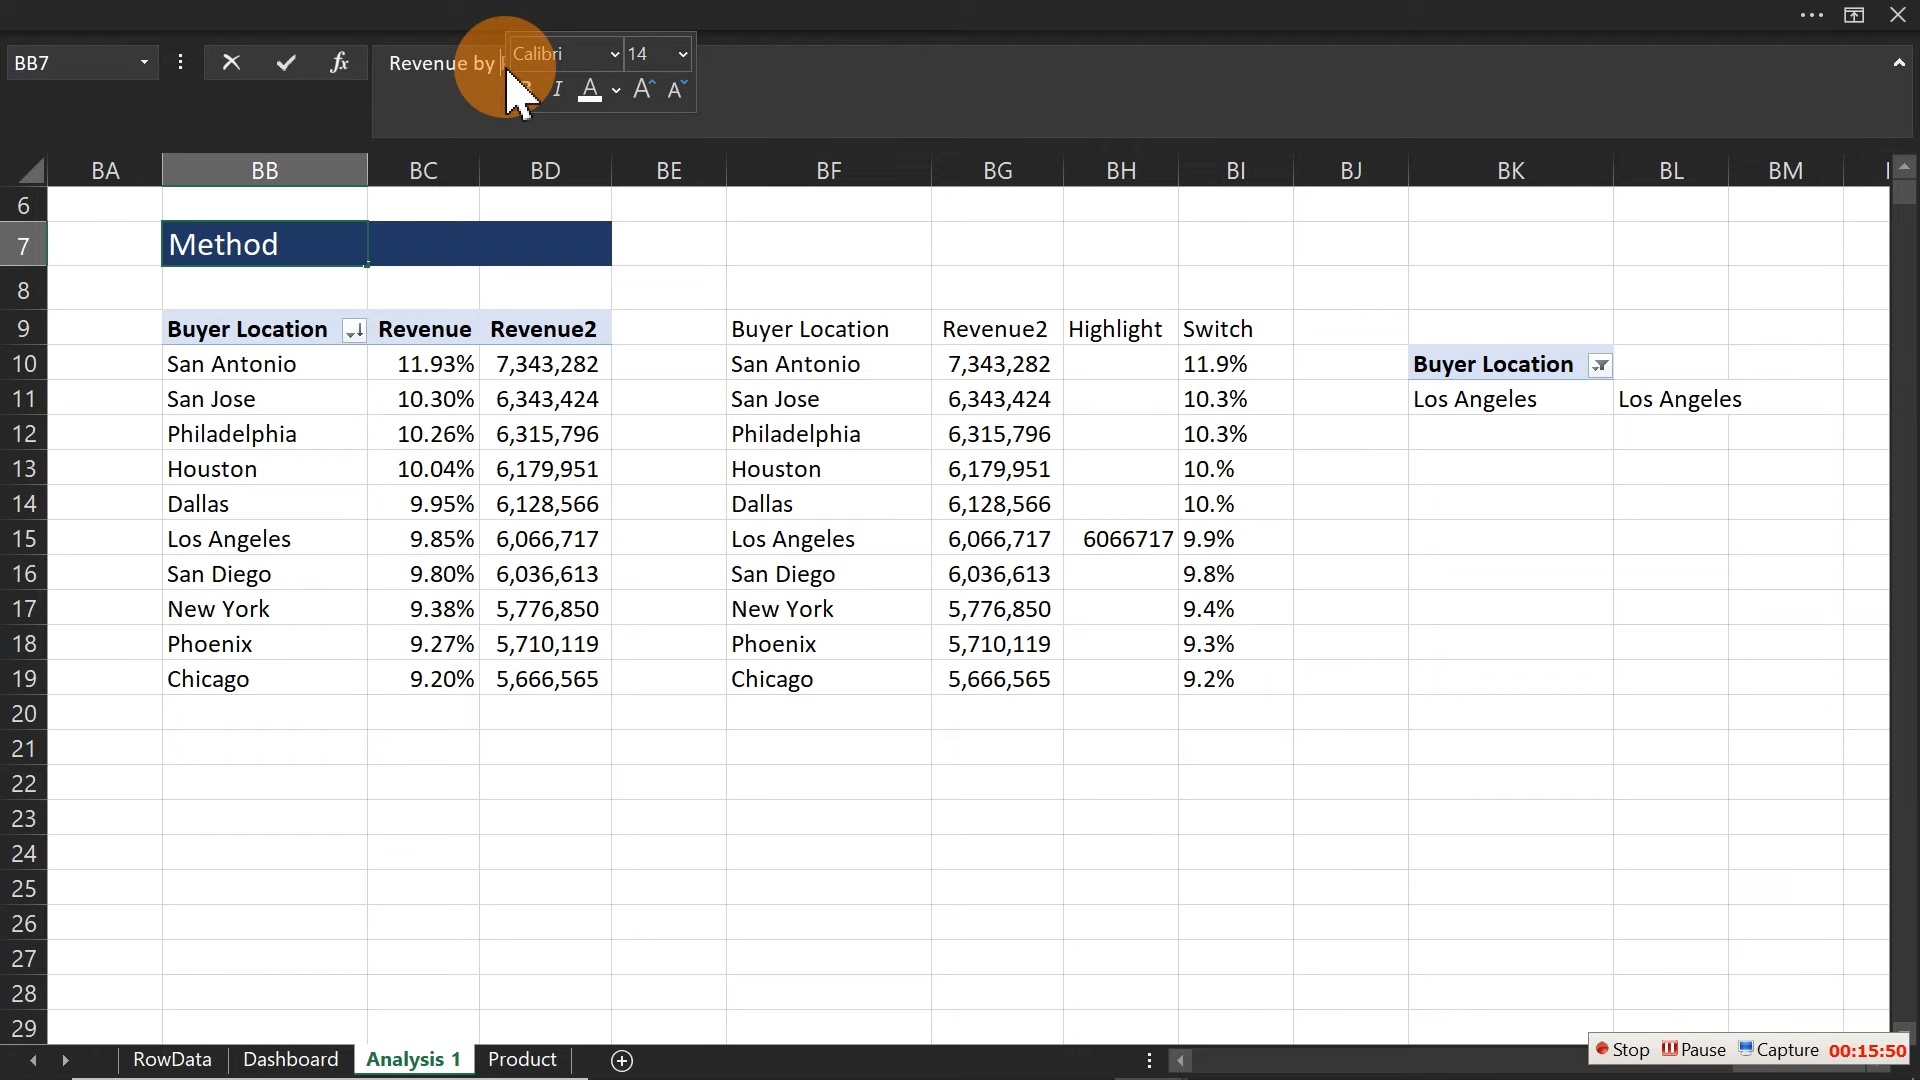 BB7
fx
Revenue by
Calibri 14
I A A A
BA BB BC BD BE BF BG BH BI BJ BK BL BM
6
7 Method
8
9 Buyer Location Revenue Revenue2 Buyer Location Revenue2 Highlight Switch
10 San Antonio 11.93% 7,343,282 San Antonio 7,343,282 11.9% Buyer Location
11 San Jose 10.30% 6,343,424 San Jose 6,343,424 10.3% Los Angeles Los Angeles
12 Philadelphia 10.26% 6,315,796 Philadelphia 6,315,796 10.3%
13 Houston 10.04% 6,179,951 Houston 6,179,951 10.%
14 Dallas 9.95% 6,128,566 Dallas 6,128,566 10.%
15 Los Angeles 9.85% 6,066,717 Los Angeles 6,066,717 6066717 9.9%
16 San Diego 9.80% 6,036,613 San Diego 6,036,613 9.8%
17 New York 9.38% 5,776,850 New York 5,776,850 9.4%
18 Phoenix 9.27% 5,710,119 Phoenix 5,710,119 9.3%
19 Chicago 9.20% 5,666,565 Chicago 5,666,565 9.2%
20
21
22
23
24
25
26
27
28
29
RowData Dashboard Analysis 1 Product
Stop Pause Capture 00:15:50